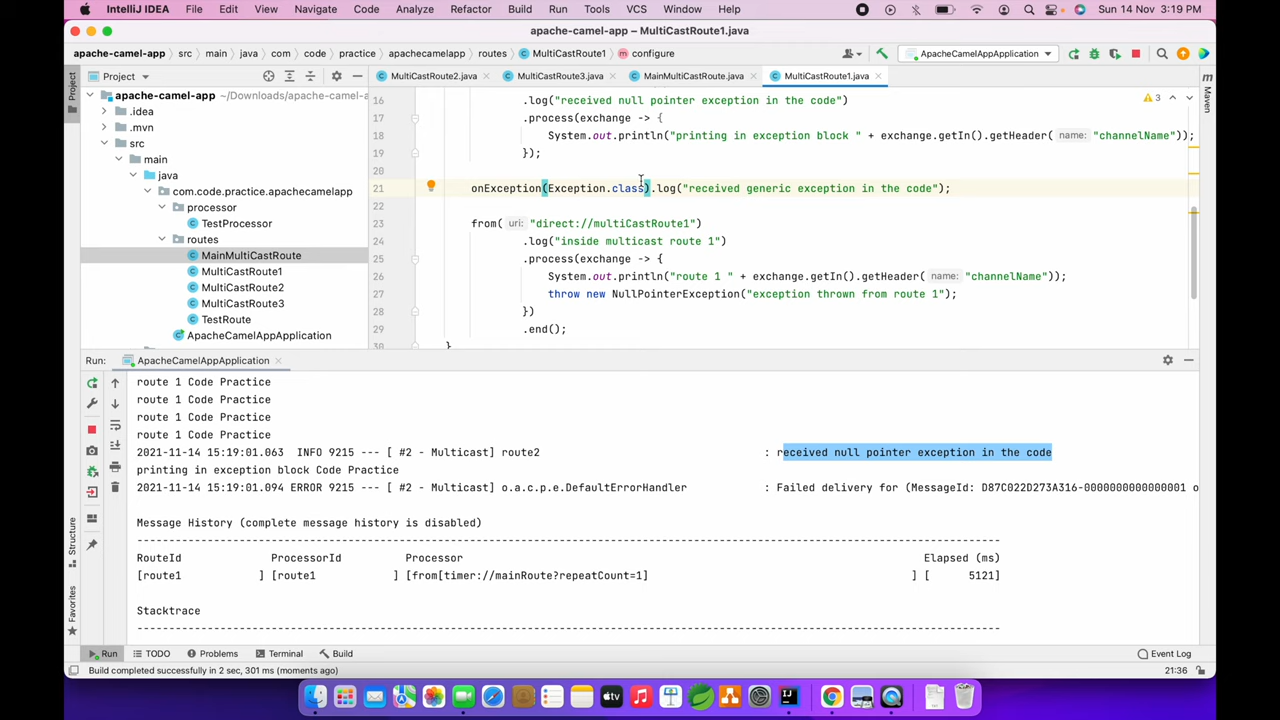 IntelliJ IDEA File Edit View Navigate Code Analyze Refactor Build Run Tools VCS Window Help Sun 14 Nov 3:19 PM
apache-camel-app – MultiCastRoute1.java
apache-camel-app src main java com code practice apachecamelapp routes MultiCastRoute1 configure ApacheCamelAppApplication
Project
MultiCastRoute2.java MultiCastRoute3.java MainMultiCastRoute.java MultiCastRoute1.java
Project
Maven
apache-camel-app ~/Downloads/apache-camel-a
.idea
.mvn
src
main
java
com.code.practice.apachecamelapp
processor
TestProcessor
routes
MainMultiCastRoute
MultiCastRoute1
MultiCastRoute2
MultiCastRoute3
TestRoute
ApacheCamelAppApplication
3
16 .log("received null pointer exception in the code")
17 .process(exchange -> {
18 System.out.println("printing in exception block " + exchange.getIn().getHeader( name: "channelName"));
19 });
20
21 onException(Exception.class).log("received generic exception in the code");
22
23 from( uri: "direct://multiCastRoute1")
24 .log("inside multicast route 1")
25 .process(exchange -> {
26 System.out.println("route 1 " + exchange.getIn().getHeader( name: "channelName"));
27 throw new NullPointerException("exception thrown from route 1");
28 })
29 .end();
30 }
Run: ApacheCamelAppApplication
route 1 Code Practice
route 1 Code Practice
route 1 Code Practice
route 1 Code Practice
2021-11-14 15:19:01.063 INFO 9215 --- [ #2 - Multicast] route2 : received null pointer exception in the code
printing in exception block Code Practice
2021-11-14 15:19:01.094 ERROR 9215 --- [ #2 - Multicast] o.a.c.p.e.DefaultErrorHandler : Failed delivery for (MessageId: D87C022D273A316-0000000000000001 o
Message History (complete message history is disabled)
---------------------------------------------------------------------------------------------------------------------------------------
RouteId ProcessorId Processor Elapsed (ms)
[route1 ] [route1 ] [from[timer://mainRoute?repeatCount=1] ] [ 5121]
Stacktrace
---------------------------------------------------------------------------------------------------------------------------------------
Structure
Favorites
Run TODO Problems Terminal Build Event Log
Build completed successfully in 2 sec, 301 ms (moments ago) 21:36